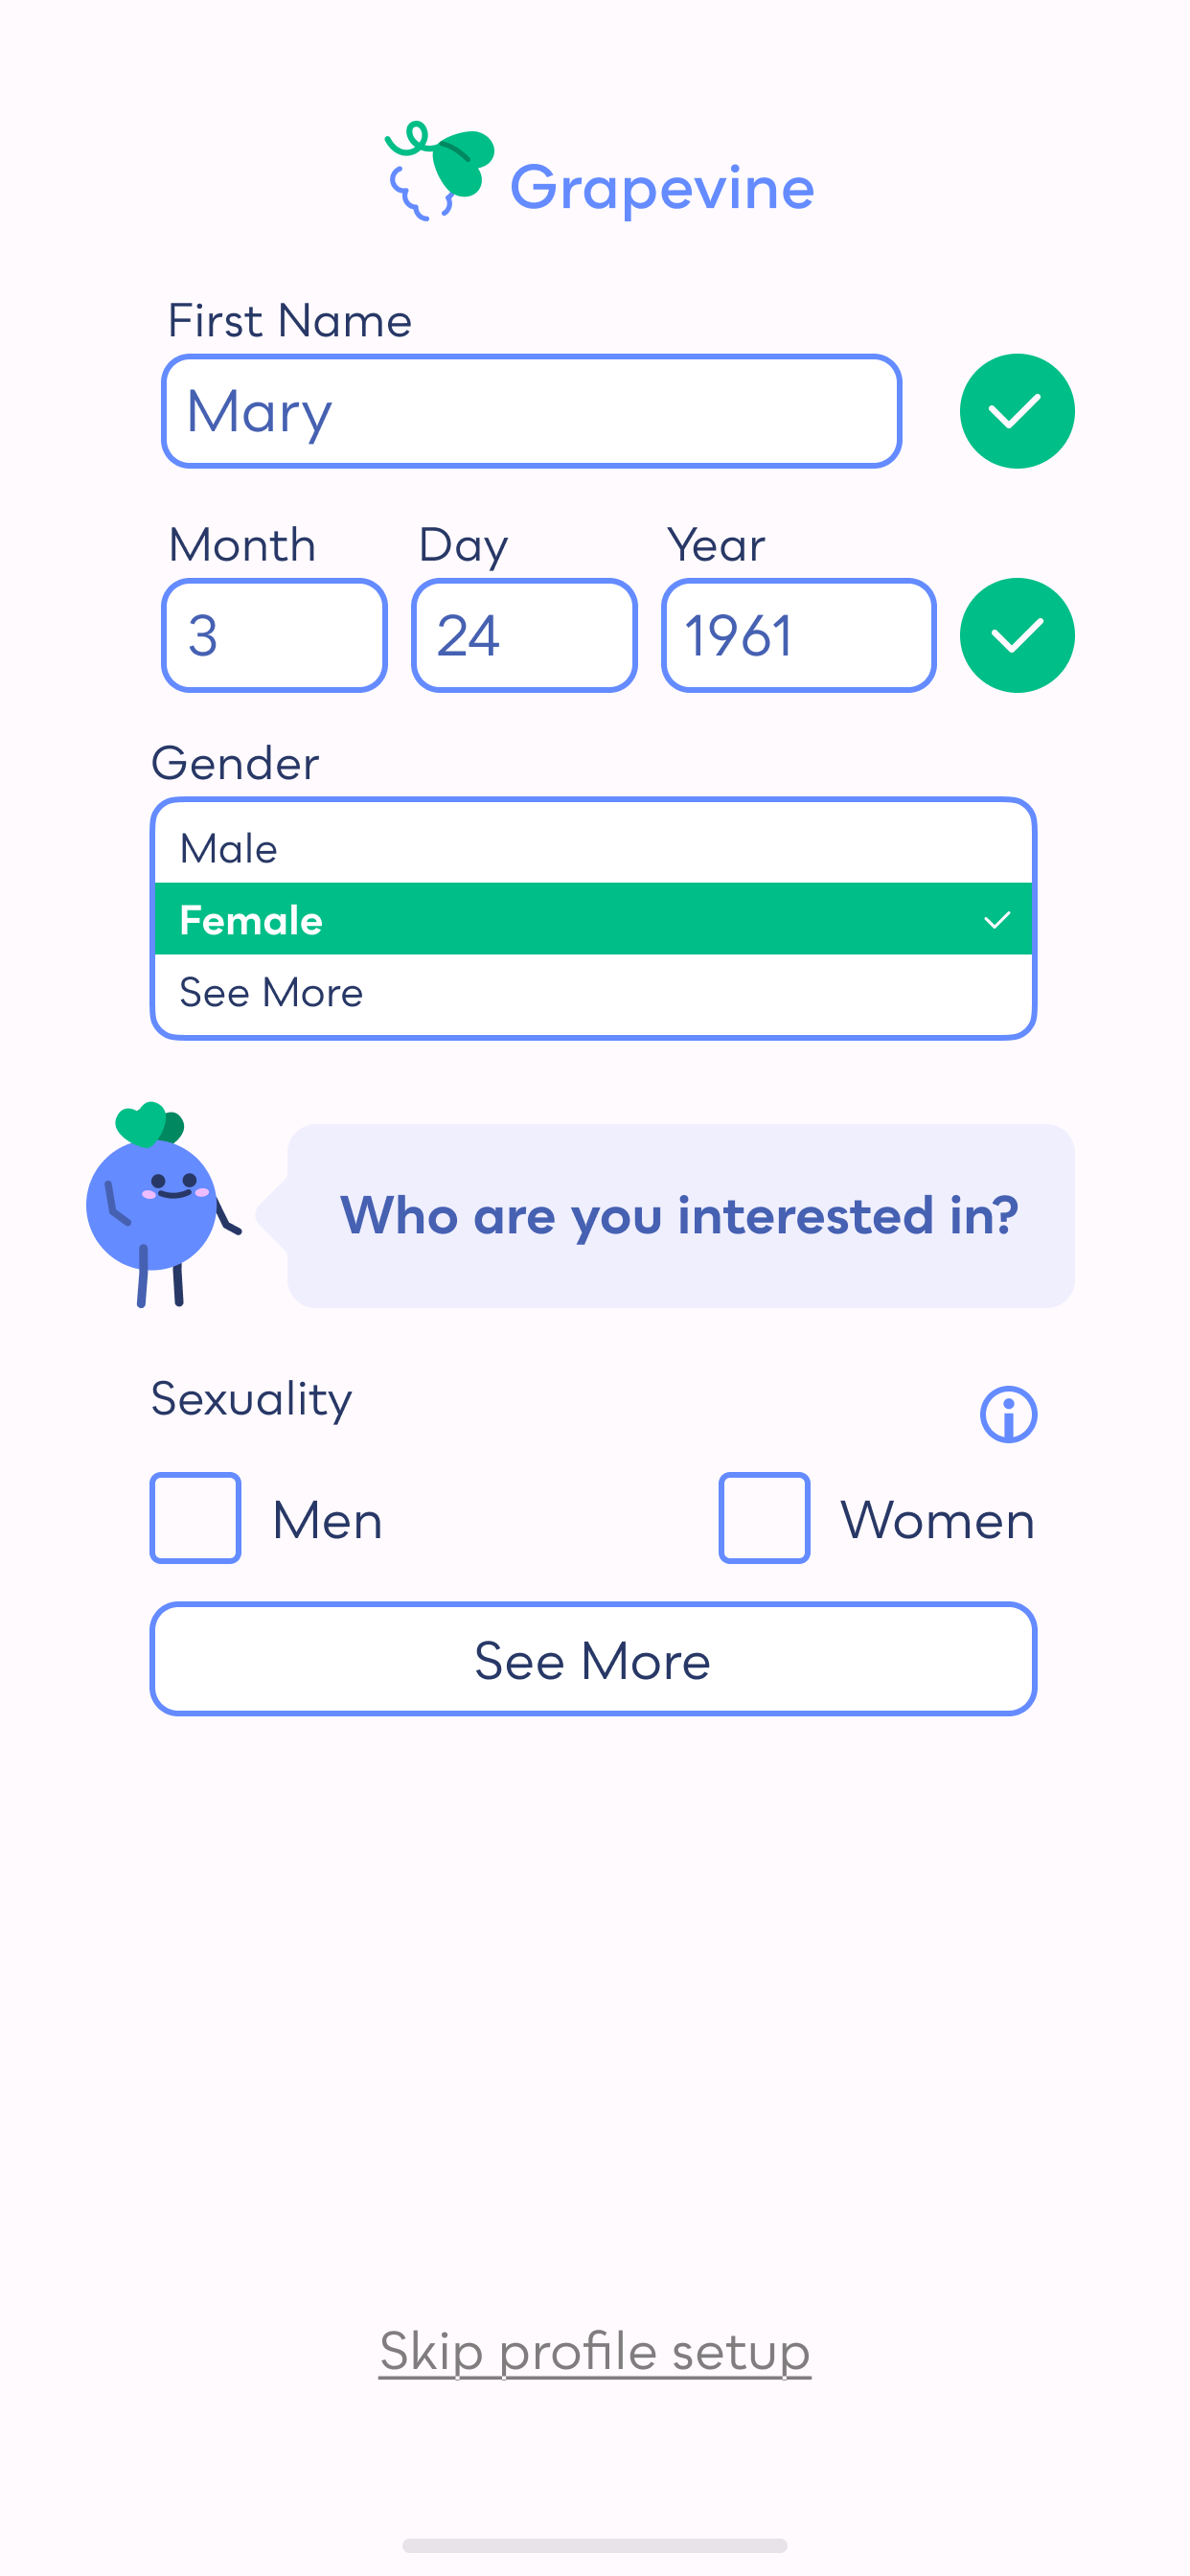 Grapevine
First Name
Mary
Month Day Year
3 24 1961
Gender
Male
Female
See More
Who are you interested in?
Sexuality
Men Women
See More
Skip profile setup